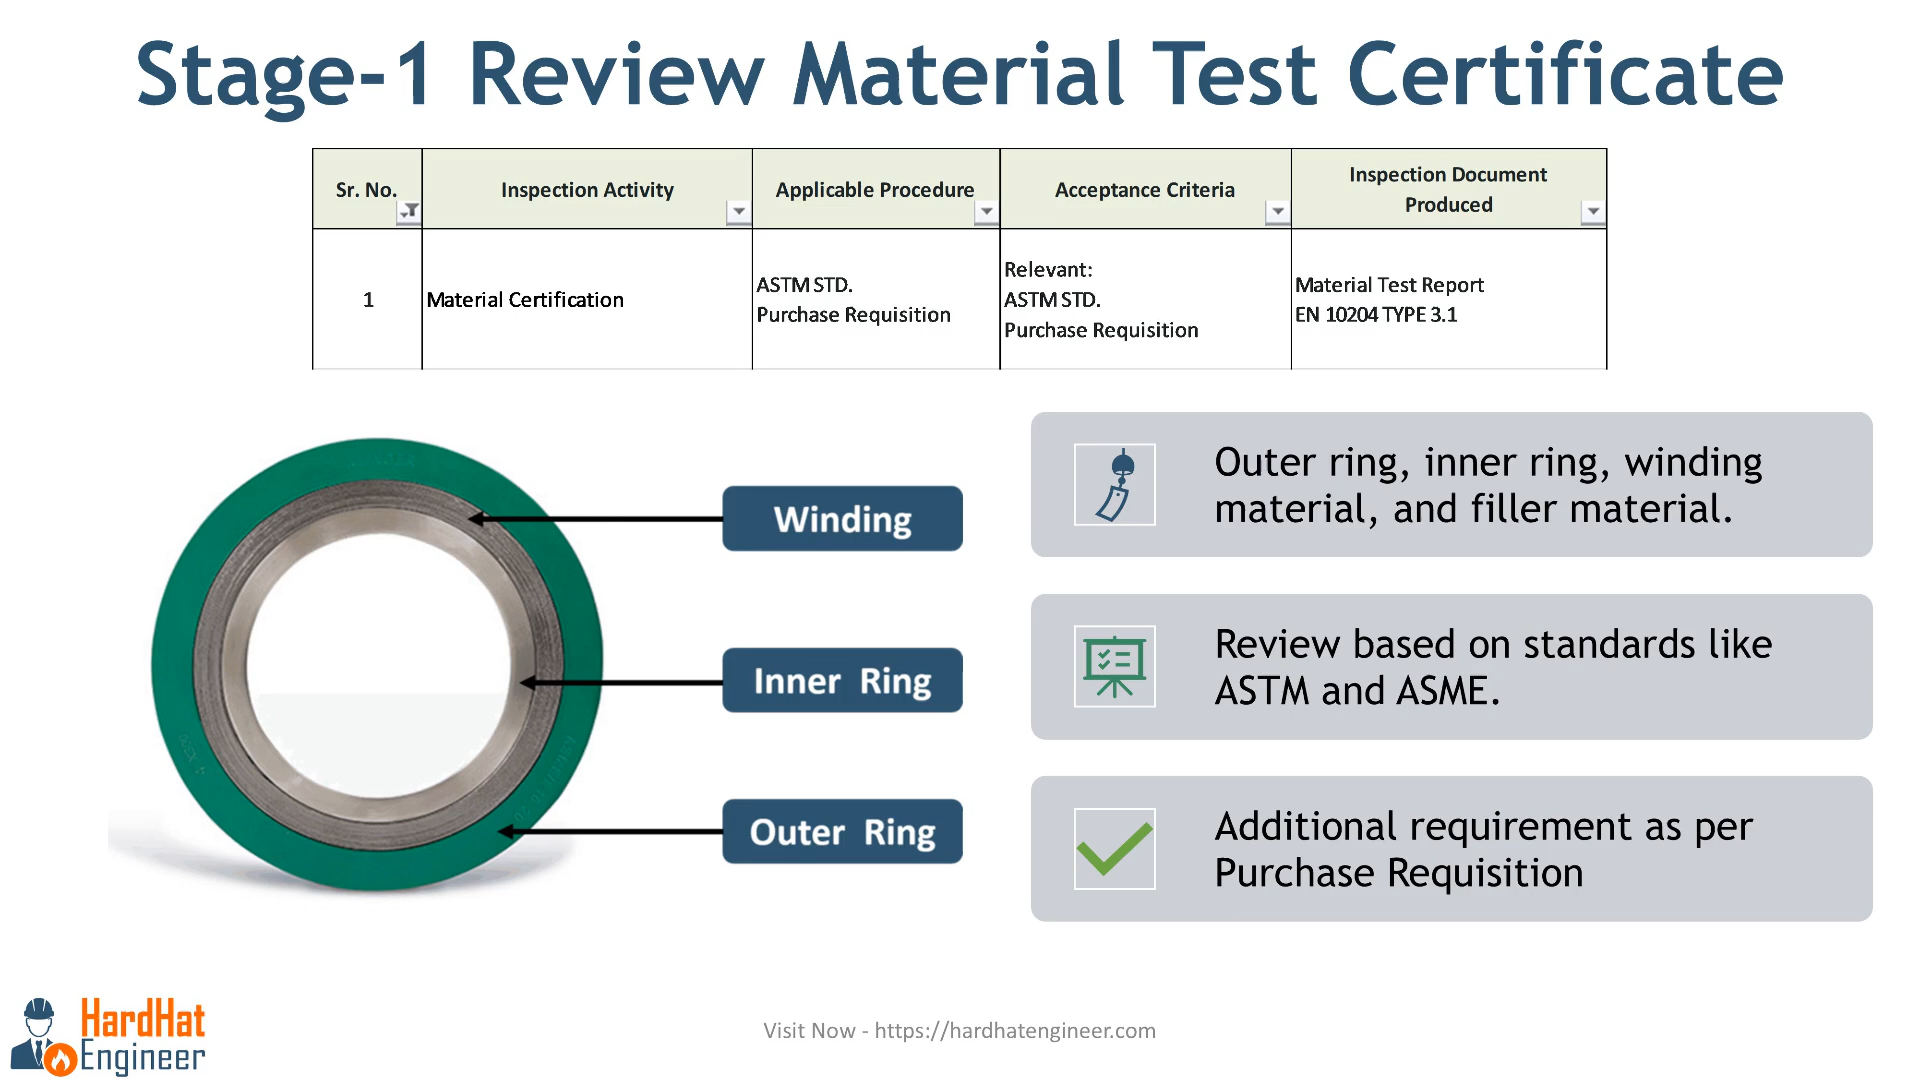 Stage-1 Review Material Test Certificate
Sr. No.
Inspection Activity
Applicable Procedure
Acceptance Criteria
Inspection Document
Produced
1
Material Certification
ASTM STD.
Purchase Requisition
Relevant:
ASTM STD.
Purchase Requisition
Material Test Report
EN 10204 TYPE 3.1
Winding
Inner Ring
Outer Ring
Outer ring, inner ring, winding
material, and filler material.
Review based on standards like
ASTM and ASME.
Additional requirement as per
Purchase Requisition
HardHat
Engineer
Visit Now - https://hardhatengineer.com